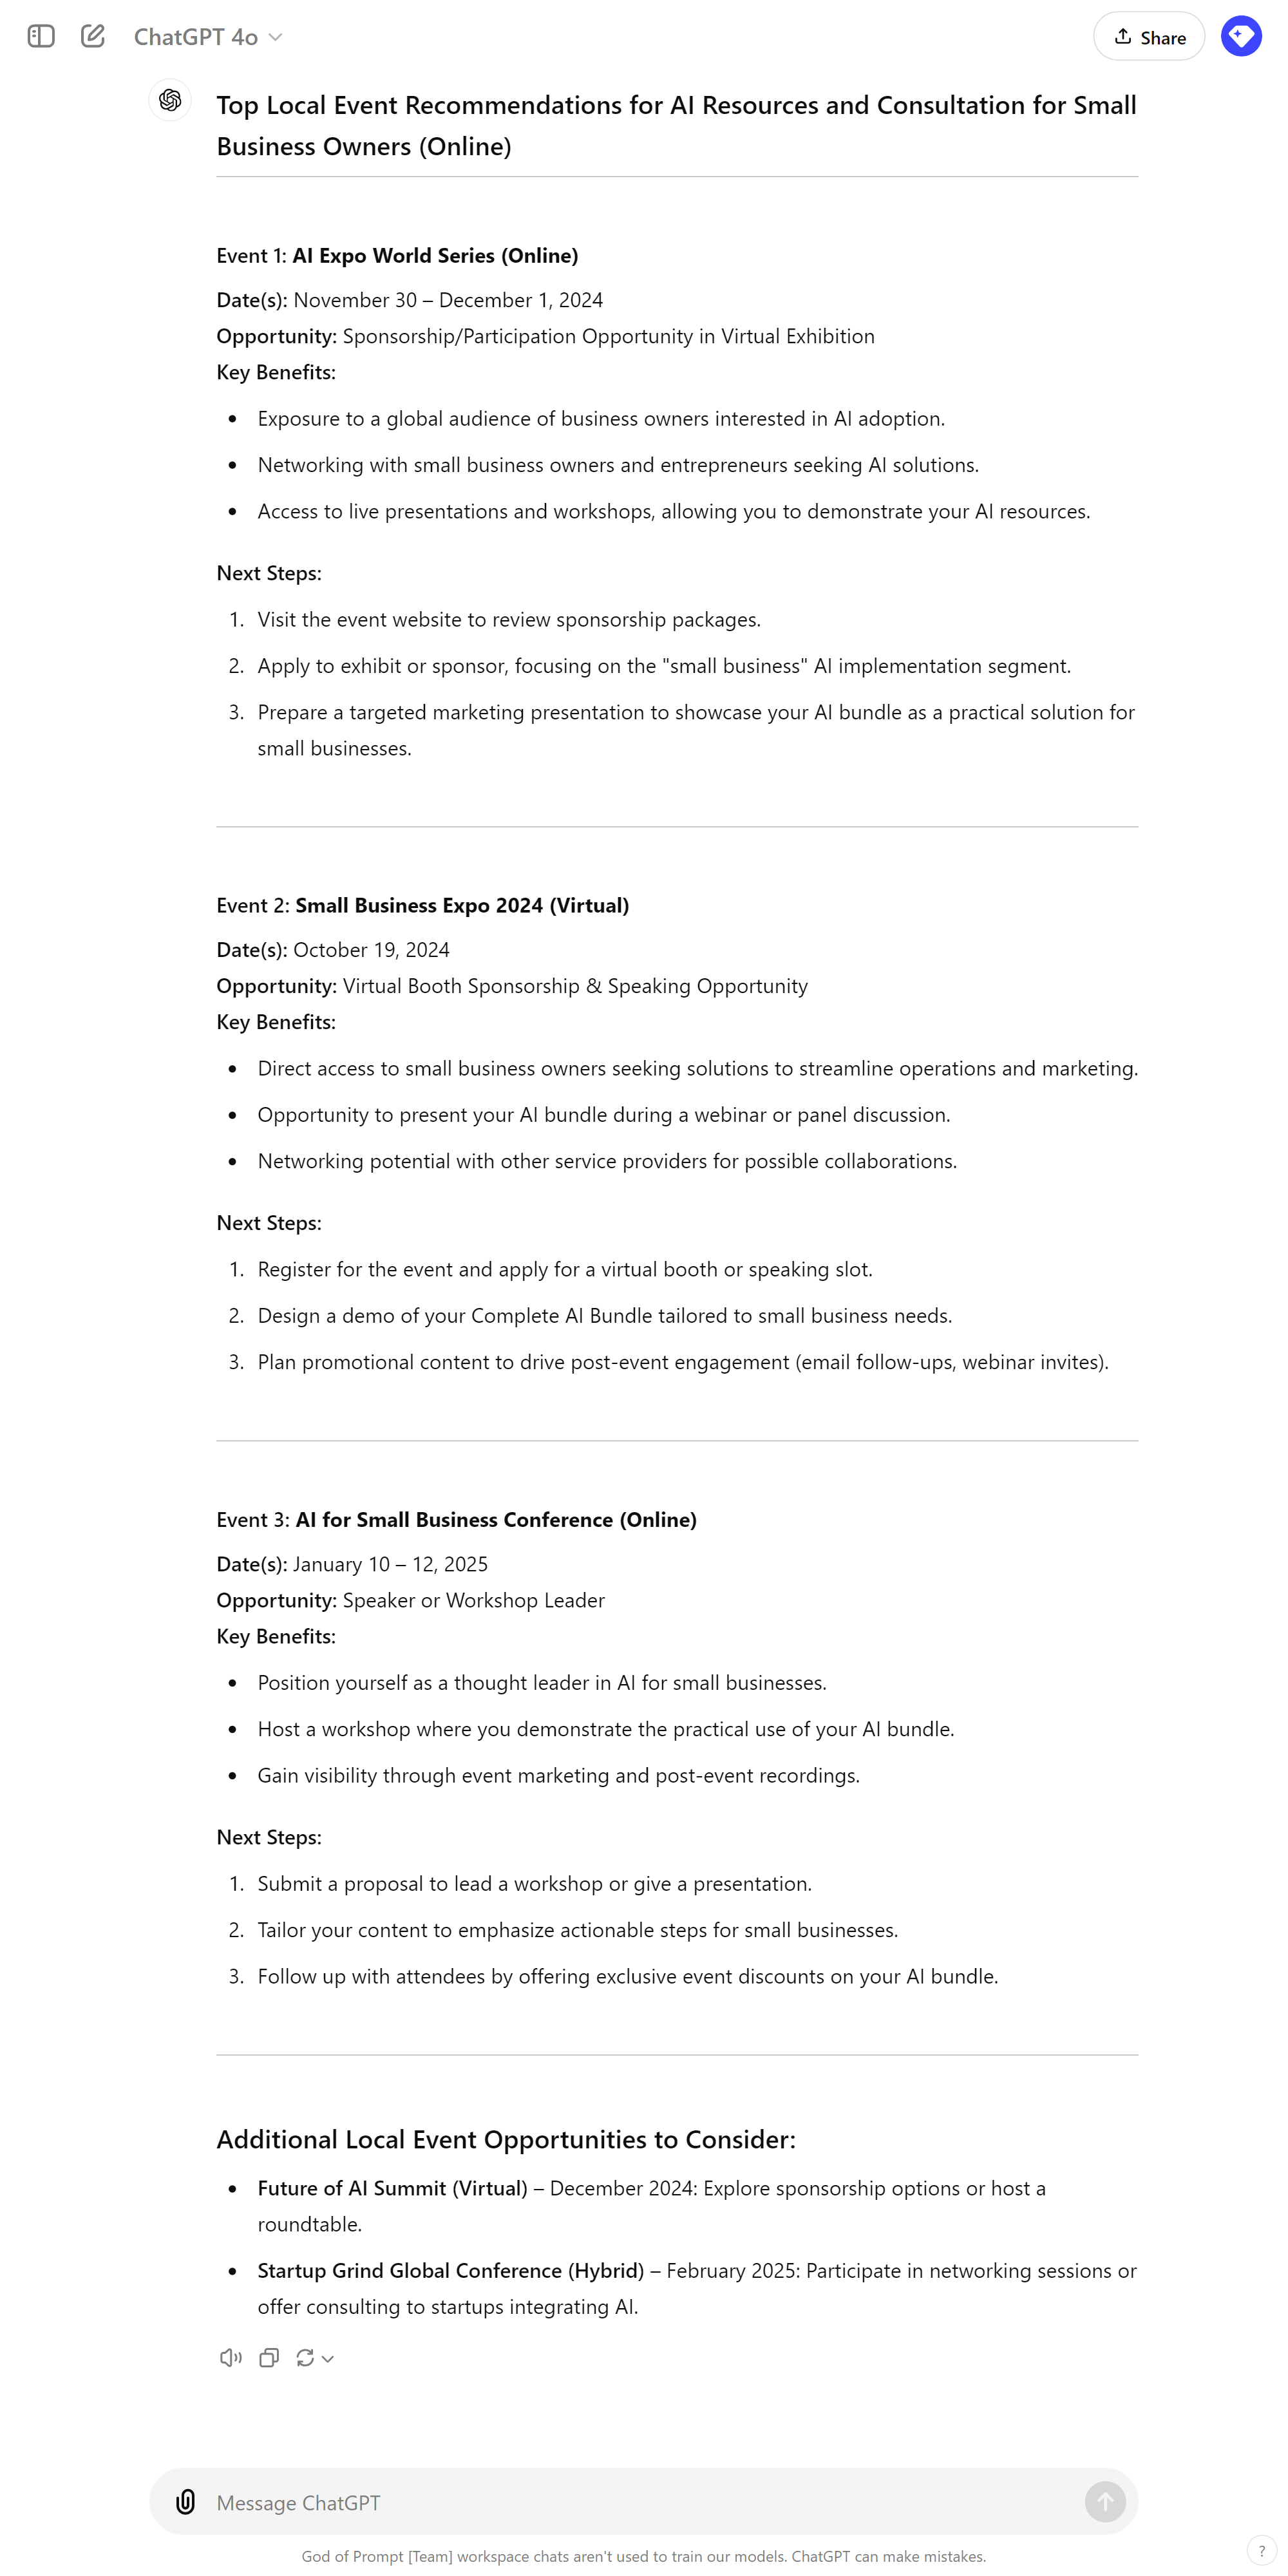 ChatGPT 4o
Share
Top Local Event Recommendations for AI Resources and Consultation for Small
Business Owners (Online)
Event 1: AI Expo World Series (Online)
Date(s): November 30 – December 1, 2024
Opportunity: Sponsorship/Participation Opportunity in Virtual Exhibition
Key Benefits:
• Exposure to a global audience of business owners interested in AI adoption.
• Networking with small business owners and entrepreneurs seeking AI solutions.
• Access to live presentations and workshops, allowing you to demonstrate your AI resources.
Next Steps:
1. Visit the event website to review sponsorship packages.
2. Apply to exhibit or sponsor, focusing on the "small business" AI implementation segment.
3. Prepare a targeted marketing presentation to showcase your AI bundle as a practical solution for
small businesses.
Event 2: Small Business Expo 2024 (Virtual)
Date(s): October 19, 2024
Opportunity: Virtual Booth Sponsorship & Speaking Opportunity
Key Benefits:
• Direct access to small business owners seeking solutions to streamline operations and marketing.
• Opportunity to present your AI bundle during a webinar or panel discussion.
• Networking potential with other service providers for possible collaborations.
Next Steps:
1. Register for the event and apply for a virtual booth or speaking slot.
2. Design a demo of your Complete AI Bundle tailored to small business needs.
3. Plan promotional content to drive post-event engagement (email follow-ups, webinar invites).
Event 3: AI for Small Business Conference (Online)
Date(s): January 10 – 12, 2025
Opportunity: Speaker or Workshop Leader
Key Benefits:
• Position yourself as a thought leader in AI for small businesses.
• Host a workshop where you demonstrate the practical use of your AI bundle.
• Gain visibility through event marketing and post-event recordings.
Next Steps:
1. Submit a proposal to lead a workshop or give a presentation.
2. Tailor your content to emphasize actionable steps for small businesses.
3. Follow up with attendees by offering exclusive event discounts on your AI bundle.
Additional Local Event Opportunities to Consider:
• Future of AI Summit (Virtual) – December 2024: Explore sponsorship options or host a
roundtable.
• Startup Grind Global Conference (Hybrid) – February 2025: Participate in networking sessions or
offer consulting to startups integrating AI.
Message ChatGPT
God of Prompt [Team] workspace chats aren't used to train our models. ChatGPT can make mistakes.
?